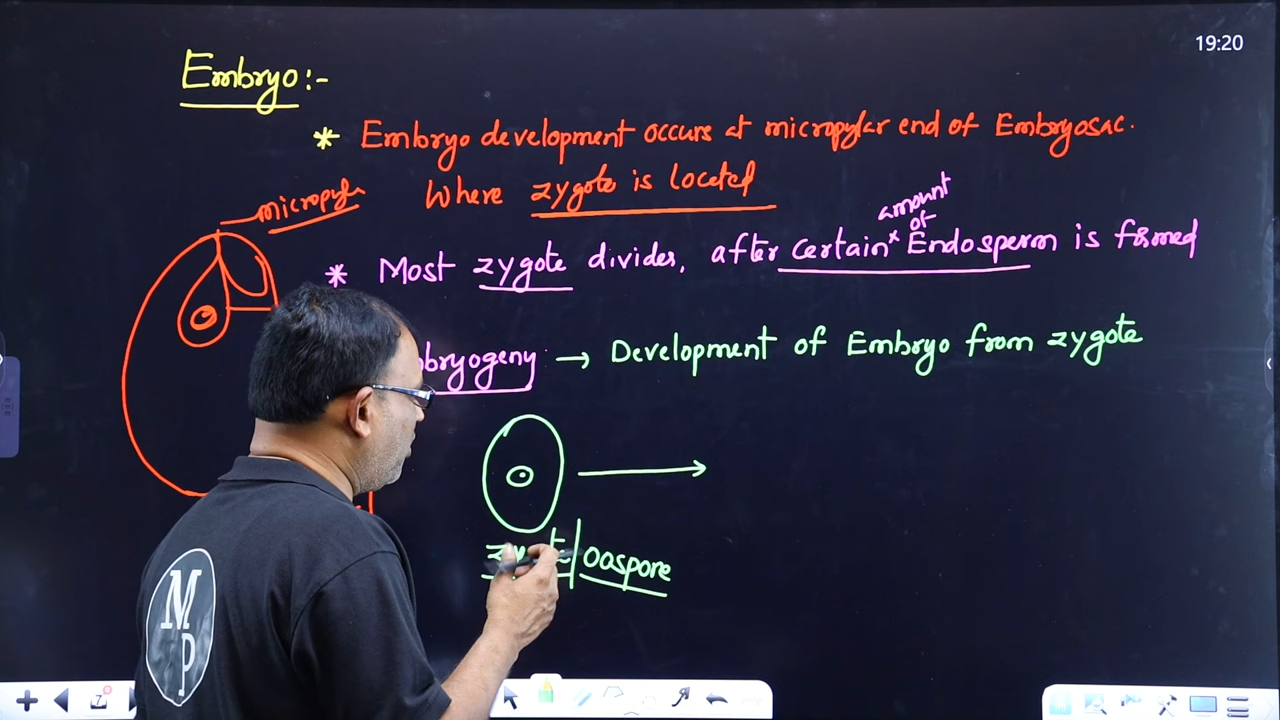 19:20
Embryo:-
* Embryo development occurs at micropylar end of Embryosac.
Where zygote is located
micropyle
amount
of
* Most zygote divides, after certain x Endosperm is formed
bryogeny → Development of Embryo from zygote
| Oospore
MP